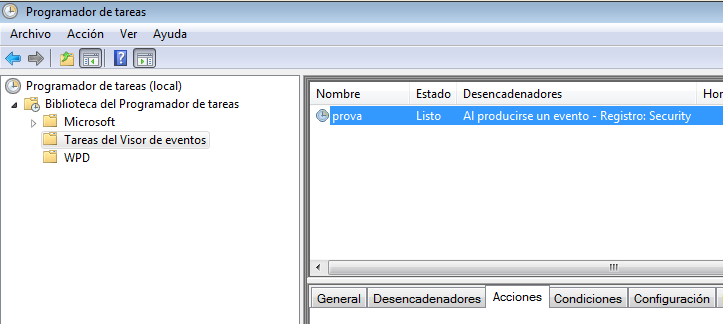 Programador de tareas
Archivo Acción Ver Ayuda
Programador de tareas (local)
Biblioteca del Programador de tareas
Microsoft
Tareas del Visor de eventos
WPD
Nombre Estado Desencadenadores Hor
prova Listo Al producirse un evento - Registro: Security
General Desencadenadores Acciones Condiciones Configuración